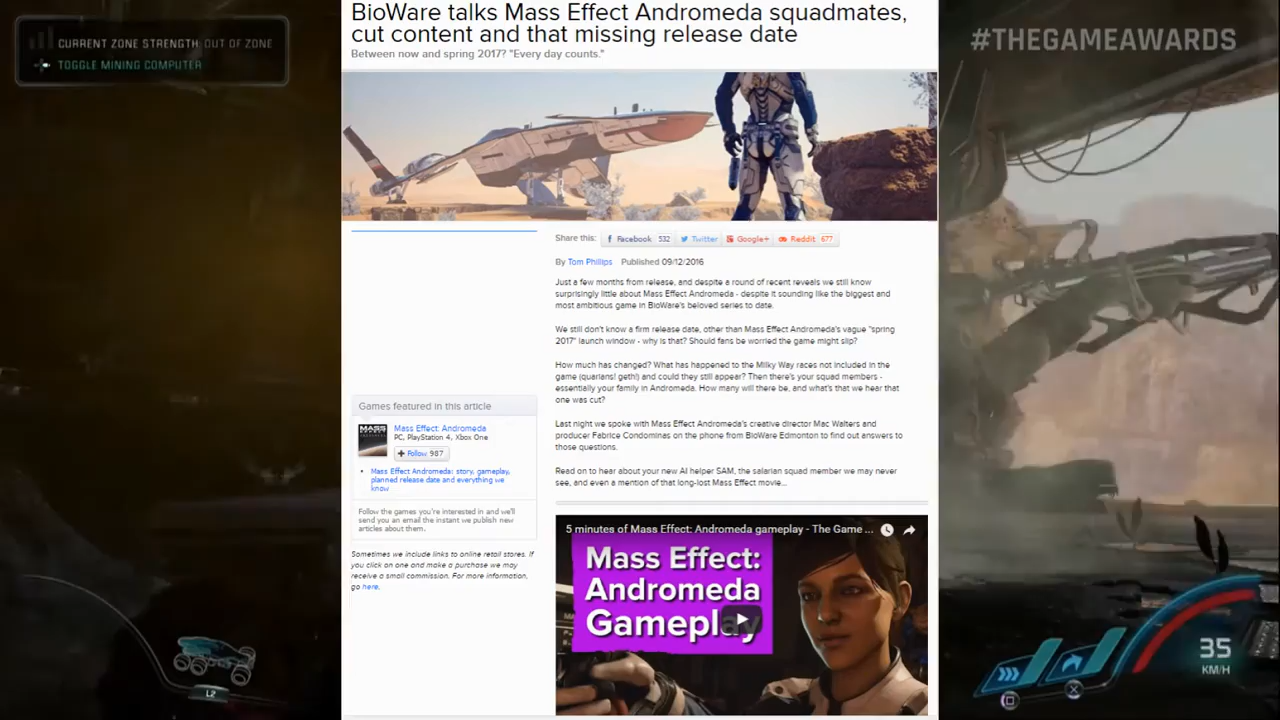 BioWare talks Mass Effect Andromeda squadmates,
cut content and that missing release date
Between now and spring 2017? "Every day counts."
CURRENT ZONE STRENGTH: OUT OF ZONE
TOGGLE MINING COMPUTER
#THEGAMEAWARDS
Share this:
Facebook 532
Twitter
Google+
Reddit 677
By Tom Phillips Published 09/12/2016
Just a few months from release, and despite a round of recent reveals we still know
surprisingly little about Mass Effect Andromeda - despite it sounding like the biggest and
most ambitious game in BioWare's beloved series to date.
We still don't know a firm release date, other than Mass Effect Andromeda's vague "spring
2017" launch window - why is that? Should fans be worried the game might slip?
How much has changed? What has happened to the Milky Way races not included in the
game (quarians! geth!) and could they still appear? Then there's your squad members -
essentially your family in Andromeda. How many will there be, and what's that we hear that
one was cut?
Last night we spoke with Mass Effect Andromeda's creative director Mac Walters and
producer Fabrice Condominas on the phone from BioWare Edmonton to find out answers to
those questions.
Read on to hear about your new AI helper SAM, the salarian squad member we may never
see, and even a mention of that long-lost Mass Effect movie...
Games featured in this article
MASS EFFECT
Mass Effect: Andromeda
PC, PlayStation 4, Xbox One
Follow 987
Mass Effect Andromeda: story, gameplay,
planned release date and everything we
know
Follow the games you're interested in and we'll
send you an email the instant we publish new
articles about them.
Sometimes we include links to online retail stores. If
you click on one and make a purchase we may
receive a small commission. For more information,
go here.
5 minutes of Mass Effect: Andromeda gameplay - The Game ...
Mass Effect:
Andromeda
Gameplay
L2
35
KM/H